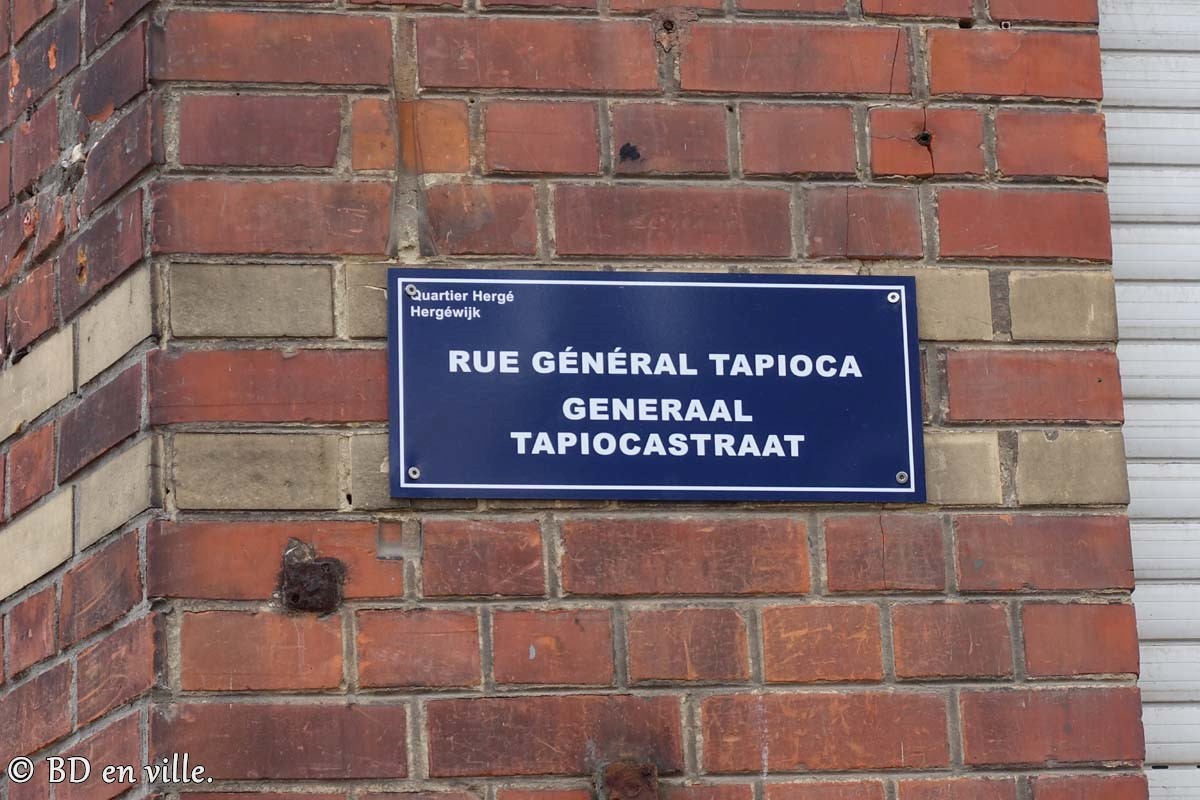 Quartier Hergé
Hergéwijk
RUE GÉNÉRAL TAPIOCA
GENERAAL
TAPIOCASTRAAT
© BD en ville.